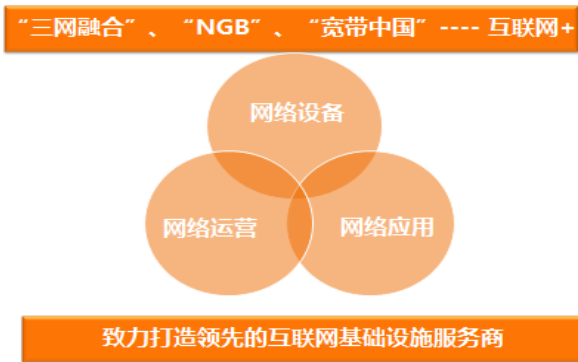 “三网融合”、“NGB”、“宽带中国”---- 互联网+
网络设备
网络运营
网络应用
致力打造领先的互联网基础设施服务商